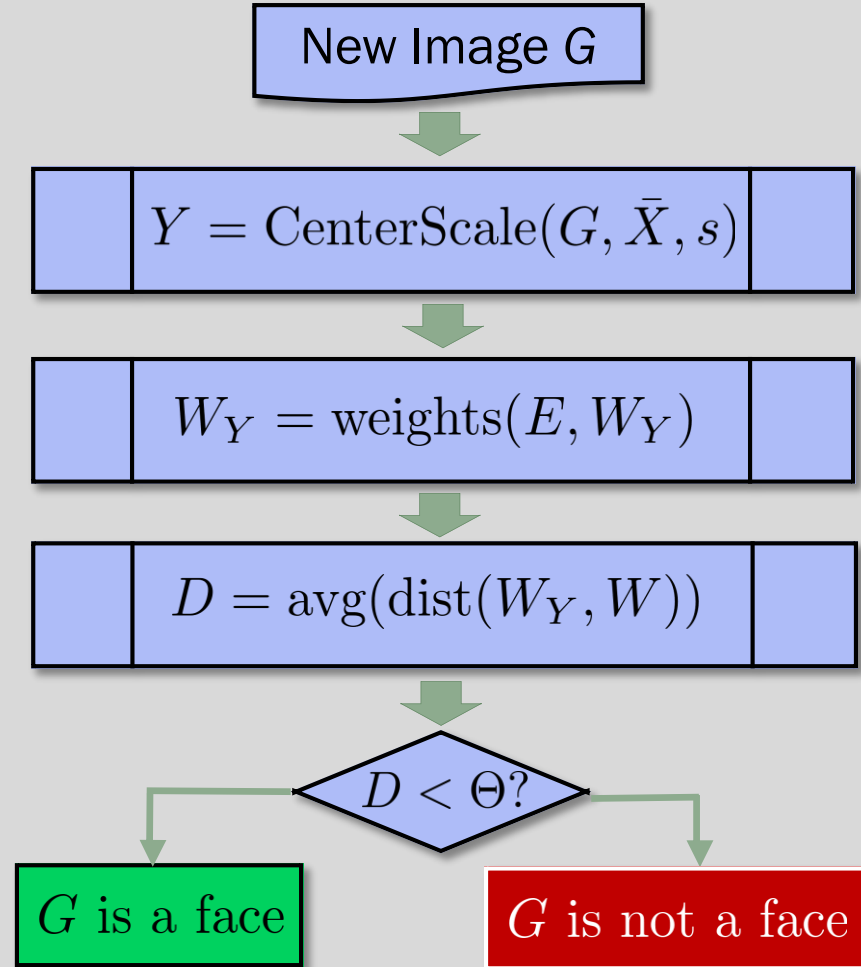 New Image G
Y = CenterScale(G, X̄, s)
W_Y = weights(E, W_Y)
D = avg(dist(W_Y, W))
D < Θ?
G is a face
G is not a face